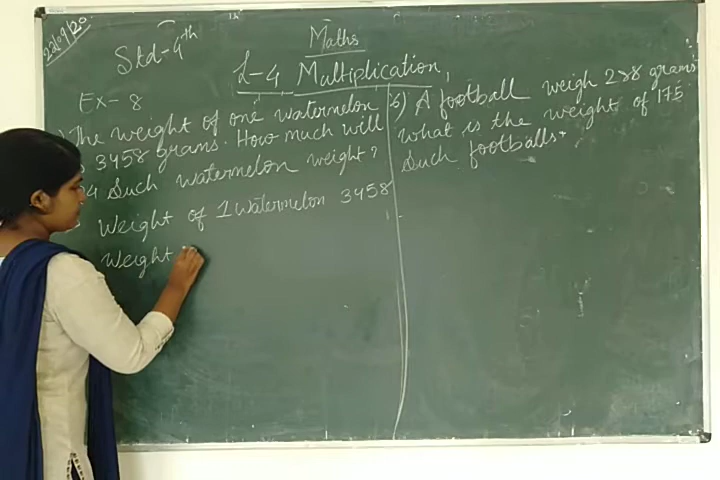 22/09/20
Std-4th
Maths
L-4 Multiplication
Ex-8
The weight of one watermelon
3458 grams. How much will
4 Such watermelon weight?
Weight of 1 Watermelon 3458
Weight
5) A football weigh 288 grams
what is the weight of 175
Such footballs